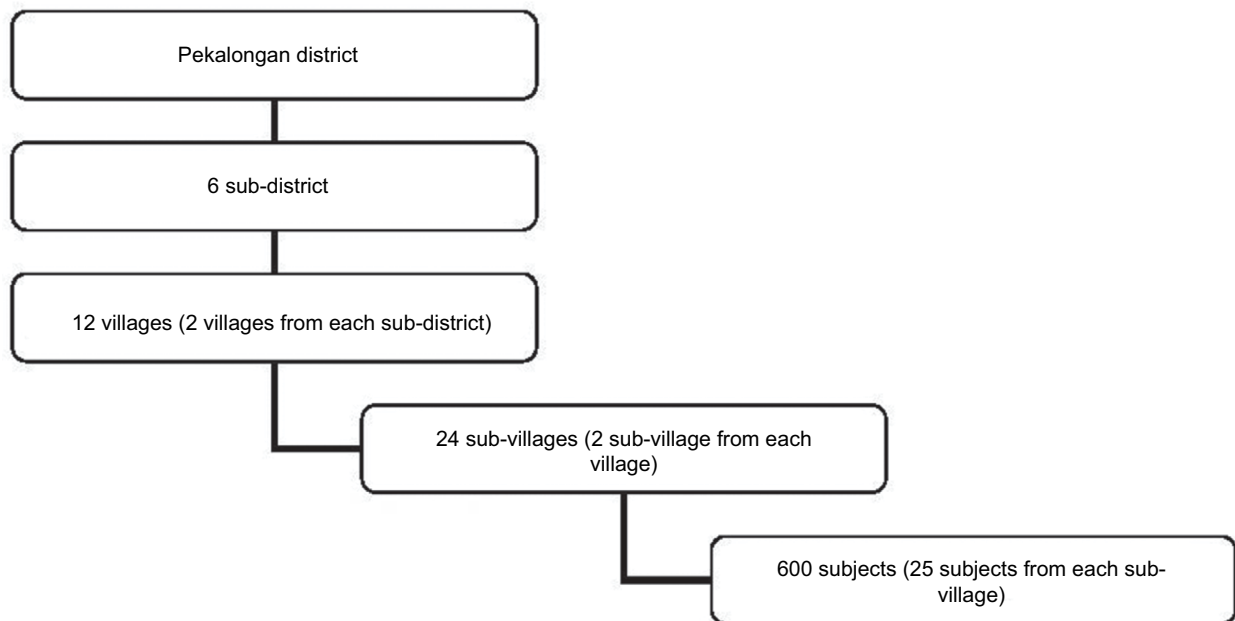 Pekalongan district
6 sub-district
12 villages (2 villages from each sub-district)
24 sub-villages (2 sub-village from each
village)
600 subjects (25 subjects from each sub-
village)